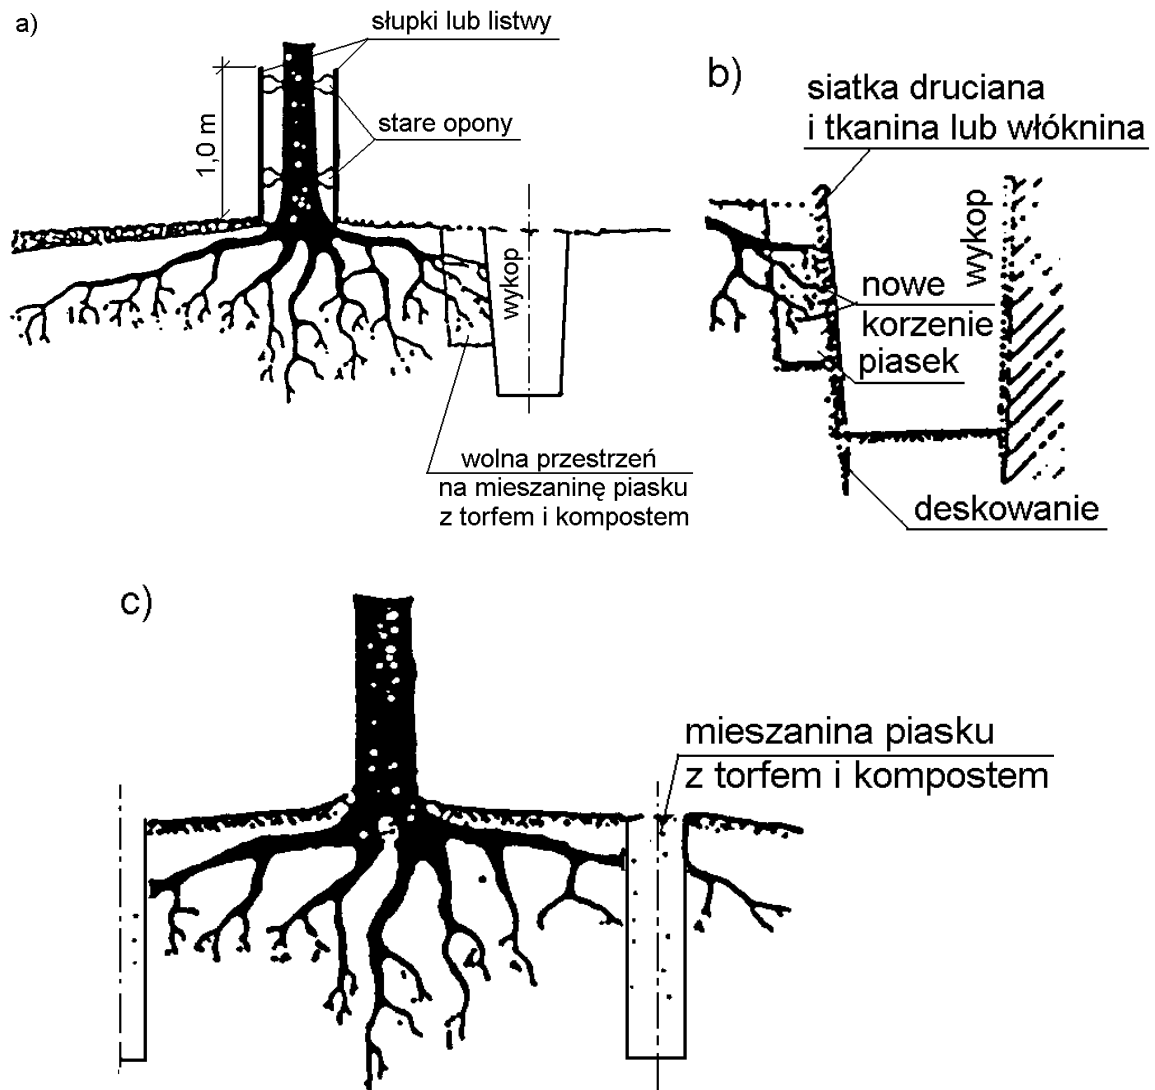 a)
słupki lub listwy
stare opony
1,0 m
wykop
wolna przestrzeń
na mieszaninę piasku
z torfem i kompostem
b)
siatka druciana
i tkanina lub włóknina
wykop
nowe
korzenie
piasek
deskowanie
c)
mieszanina piasku
z torfem i kompostem